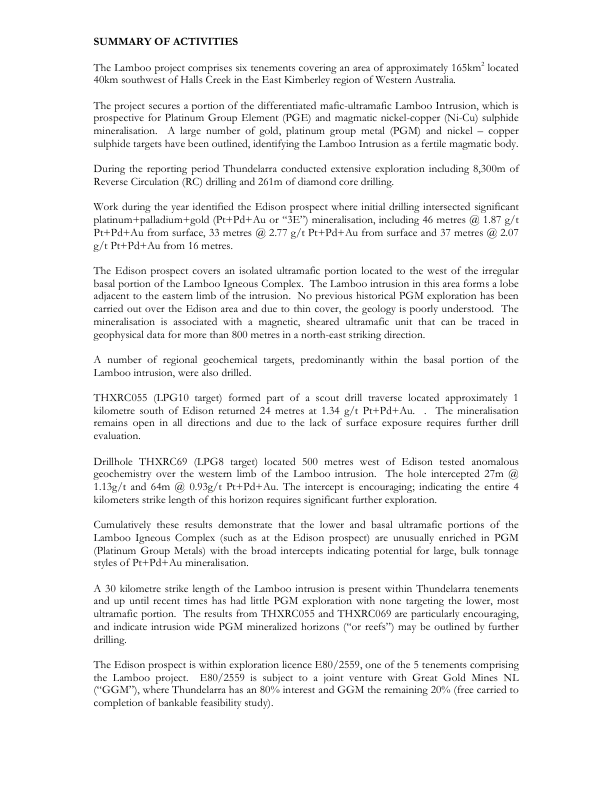 SUMMARY OF ACTIVITIES
The Lamboo project comprises six tenements covering an area of approximately 165km² located
40km southwest of Halls Creek in the East Kimberley region of Western Australia.
The project secures a portion of the differentiated mafic-ultramafic Lamboo Intrusion, which is
prospective for Platinum Group Element (PGE) and magmatic nickel-copper (Ni-Cu) sulphide
mineralisation. A large number of gold, platinum group metal (PGM) and nickel – copper
sulphide targets have been outlined, identifying the Lamboo Intrusion as a fertile magmatic body.
During the reporting period Thundelarra conducted extensive exploration including 8,300m of
Reverse Circulation (RC) drilling and 261m of diamond core drilling.
Work during the year identified the Edison prospect where initial drilling intersected significant
platinum+palladium+gold (Pt+Pd+Au or “3E”) mineralisation, including 46 metres @ 1.87 g/t
Pt+Pd+Au from surface, 33 metres @ 2.77 g/t Pt+Pd+Au from surface and 37 metres @ 2.07
g/t Pt+Pd+Au from 16 metres.
The Edison prospect covers an isolated ultramafic portion located to the west of the irregular
basal portion of the Lamboo Igneous Complex. The Lamboo intrusion in this area forms a lobe
adjacent to the eastern limb of the intrusion. No previous historical PGM exploration has been
carried out over the Edison area and due to thin cover, the geology is poorly understood. The
mineralisation is associated with a magnetic, sheared ultramafic unit that can be traced in
geophysical data for more than 800 metres in a north-east striking direction.
A number of regional geochemical targets, predominantly within the basal portion of the
Lamboo intrusion, were also drilled.
THXRC055 (LPG10 target) formed part of a scout drill traverse located approximately 1
kilometre south of Edison returned 24 metres at 1.34 g/t Pt+Pd+Au. . The mineralisation
remains open in all directions and due to the lack of surface exposure requires further drill
evaluation.
Drillhole THXRC69 (LPG8 target) located 500 metres west of Edison tested anomalous
geochemistry over the western limb of the Lamboo intrusion. The hole intercepted 27m @
1.13g/t and 64m @ 0.93g/t Pt+Pd+Au. The intercept is encouraging; indicating the entire 4
kilometers strike length of this horizon requires significant further exploration.
Cumulatively these results demonstrate that the lower and basal ultramafic portions of the
Lamboo Igneous Complex (such as at the Edison prospect) are unusually enriched in PGM
(Platinum Group Metals) with the broad intercepts indicating potential for large, bulk tonnage
styles of Pt+Pd+Au mineralisation.
A 30 kilometre strike length of the Lamboo intrusion is present within Thundelarra tenements
and up until recent times has had little PGM exploration with none targeting the lower, most
ultramafic portion. The results from THXRC055 and THXRC069 are particularly encouraging,
and indicate intrusion wide PGM mineralized horizons (“or reefs”) may be outlined by further
drilling.
The Edison prospect is within exploration licence E80/2559, one of the 5 tenements comprising
the Lamboo project. E80/2559 is subject to a joint venture with Great Gold Mines NL
(“GGM”), where Thundelarra has an 80% interest and GGM the remaining 20% (free carried to
completion of bankable feasibility study).